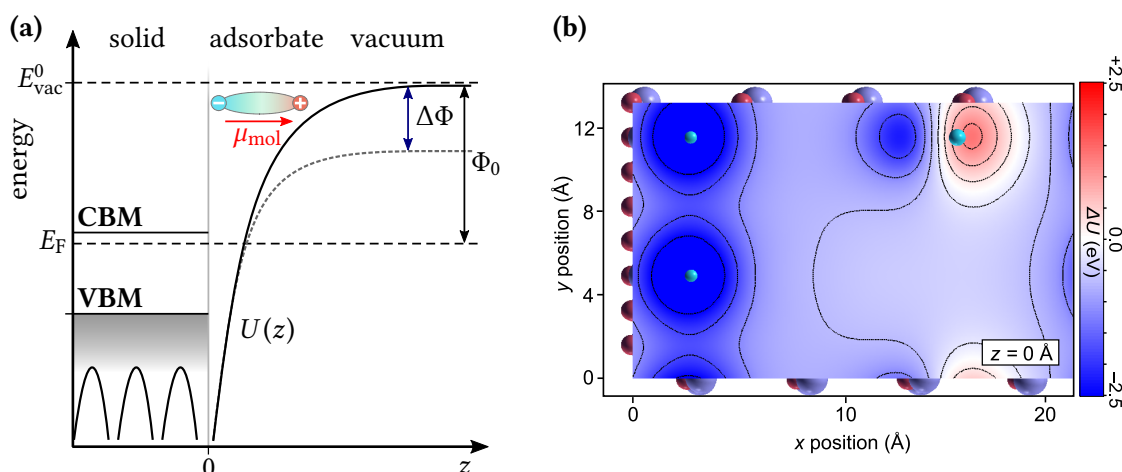 (a)
solid adsorbate vacuum
E⁰vac
energy
− +
μmol
ΔΦ
Φ₀
CBM
EF
VBM
U(z)
0 z
(b)
12
8
4
0
y position (Å)
0 10 20
x position (Å)
z = 0 Å
+2.5
0.0
−2.5
ΔU (eV)